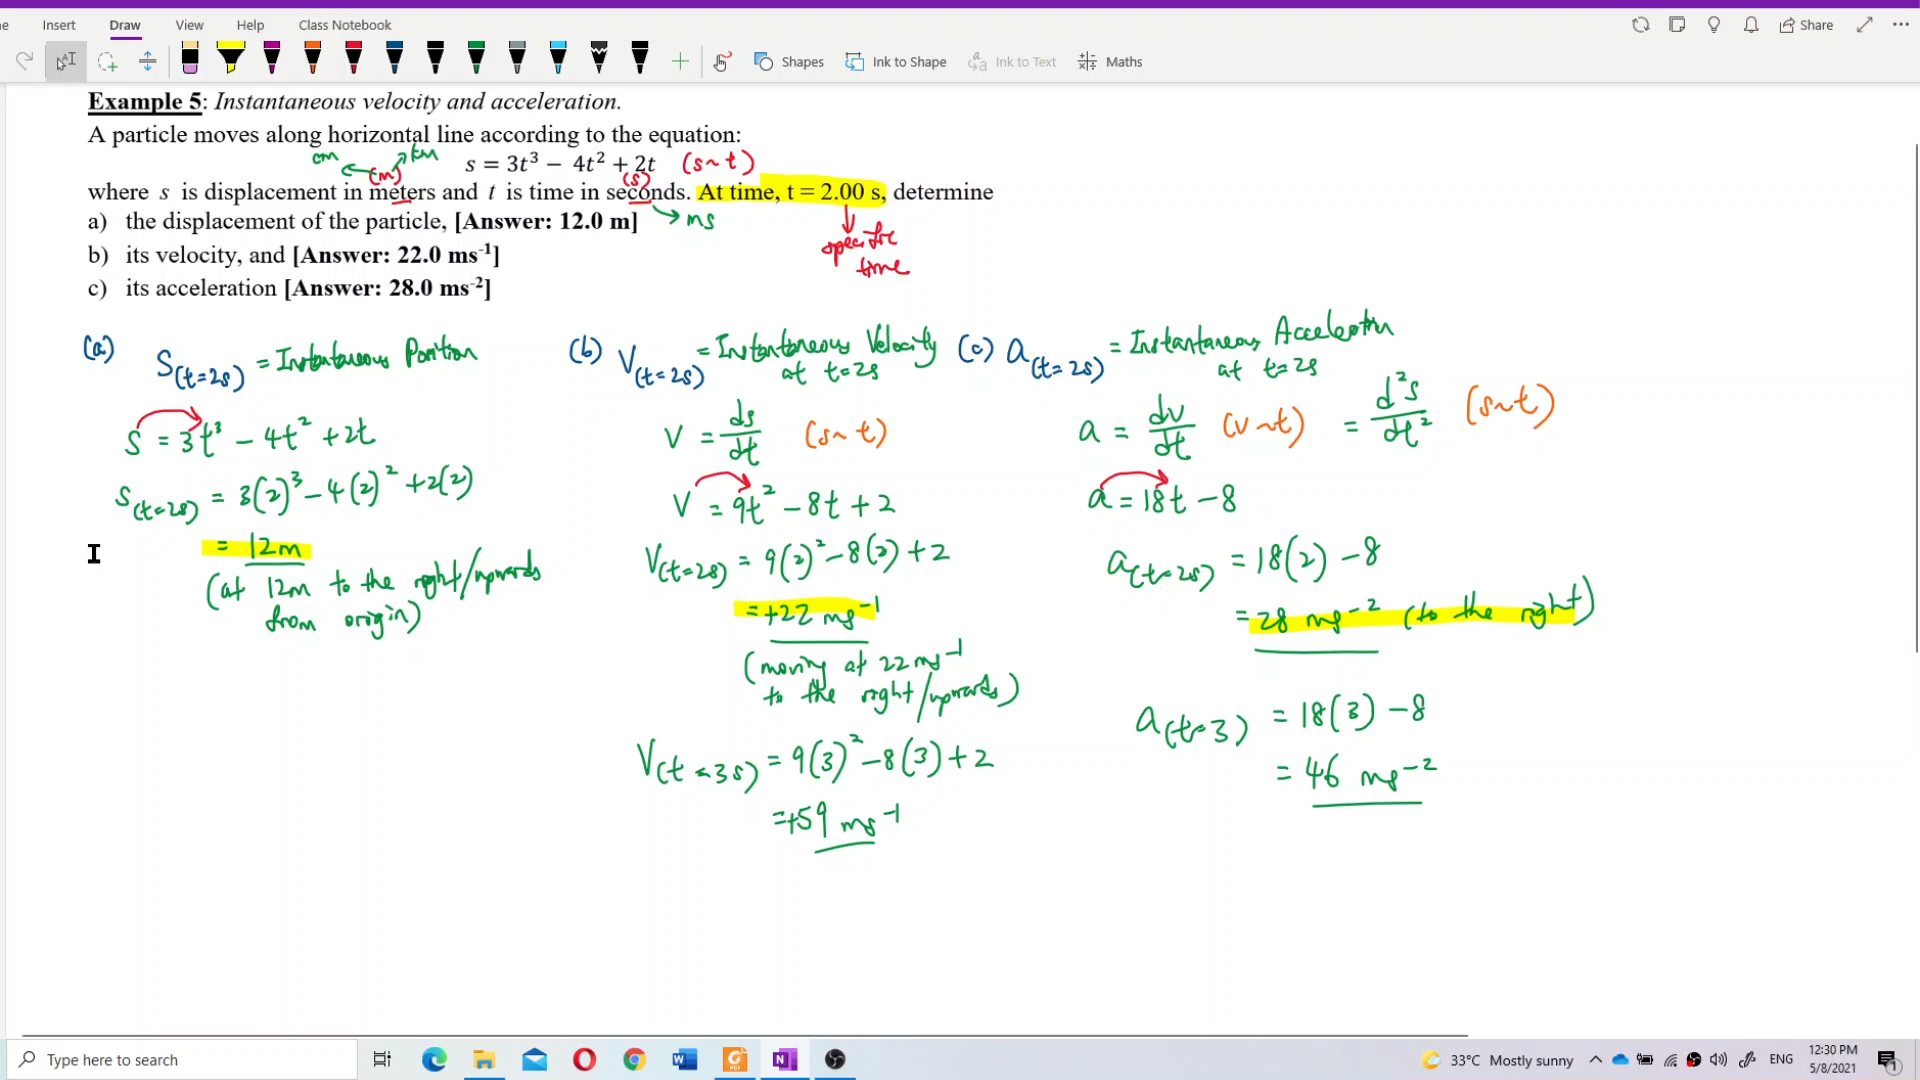 Insert Draw View Help Class Notebook Share
Shapes Ink to Shape Ink to Text Maths
Example 5: Instantaneous velocity and acceleration.
A particle moves along horizontal line according to the equation:
cm km
s = 3t³ − 4t² + 2t (s~t)
(m) (s)
where s is displacement in meters and t is time in seconds. At time, t = 2.00 s, determine
a) the displacement of the particle, [Answer: 12.0 m] → ms
specific time
b) its velocity, and [Answer: 22.0 ms⁻¹]
c) its acceleration [Answer: 28.0 ms⁻²]
(a) S(t=2s) = Instantaneous Position
s = 3t³ − 4t² + 2t
s(t=2s) = 3(2)³ − 4(2)² + 2(2)
= 12m
(at 12m to the right/upwards
from origin)
(b) V(t=2s) = Instantaneous Velocity
at t=2s
v = ds/dt (s~t)
v = 9t² − 8t + 2
V(t=2s) = 9(2)² − 8(2) + 2
= +22 ms⁻¹
(moving at 22 ms⁻¹
to the right/upwards)
V(t=3s) = 9(3)² − 8(3) + 2
= +59 ms⁻¹
(c) a(t=2s) = Instantaneous Acceleration
at t=2s
a = dv/dt (v~t) = d²s/dt² (s~t)
a = 18t − 8
a(t=2s) = 18(2) − 8
= 28 ms⁻² (to the right)
a(t=3) = 18(3) − 8
= 46 ms⁻²
Type here to search 33°C Mostly sunny ENG 12:30 PM
5/8/2021